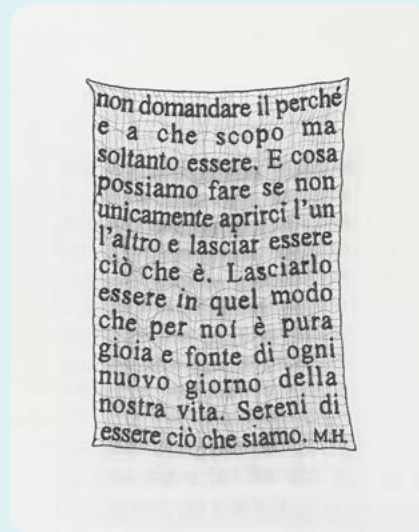 non domandare il perché
e a che scopo ma
soltanto essere. E cosa
possiamo fare se non
unicamente aprirci l'un
l'altro e lasciar essere
ciò che è. Lasciarlo
essere in quel modo
che per noi è pura
gioia e fonte di ogni
nuovo giorno della
nostra vita. Sereni di
essere ciò che siamo. M.H.